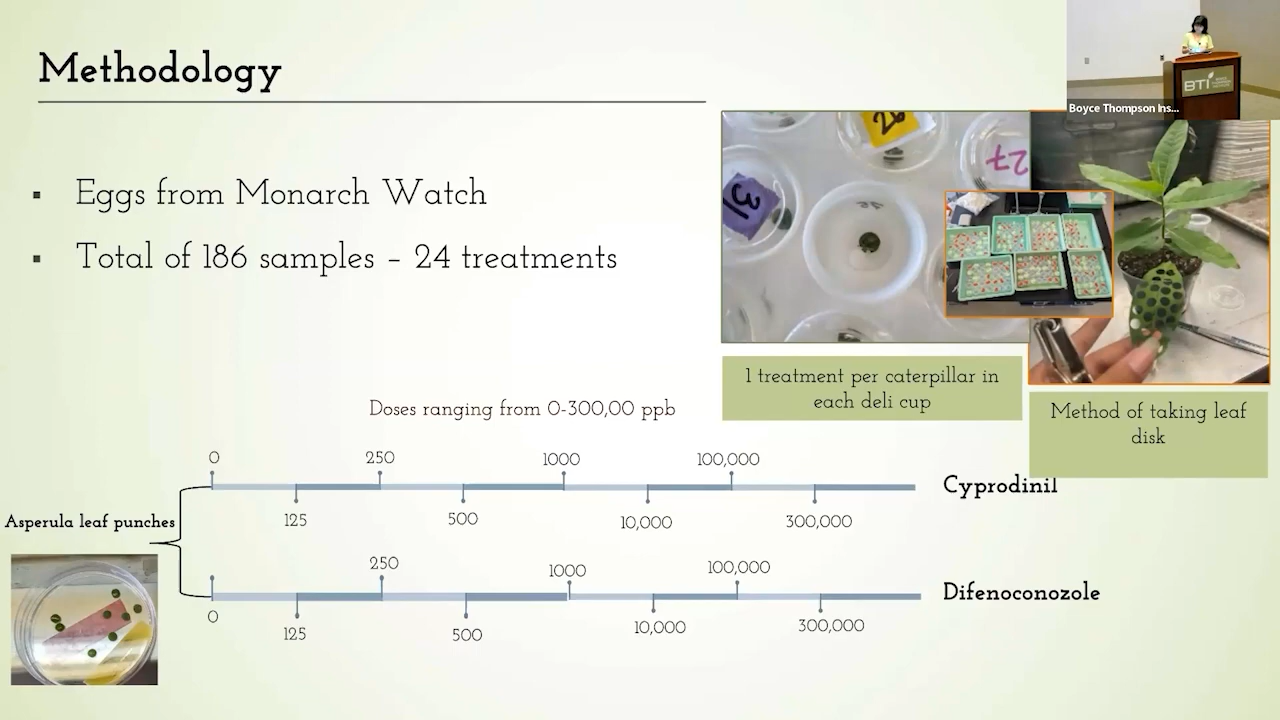 Methodology
BTI
Boyce Thompson Ins...
▪ Eggs from Monarch Watch
▪ Total of 186 samples – 24 treatments
31
27
1 treatment per caterpillar in
each deli cup
Method of taking leaf
disk
Doses ranging from 0-300,00 ppb
0 250 1000 100,000
Cyprodinil
125 500 10,000 300,000
Asperula leaf punches
250 1000 100,000
Difenoconozole
0 125 500 10,000 300,000